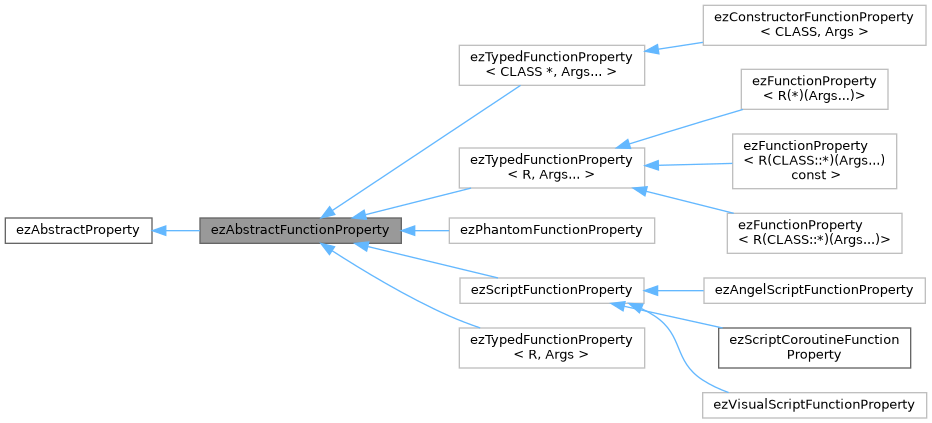 ezAbstractProperty
ezAbstractFunctionProperty
ezTypedFunctionProperty
< CLASS *, Args... >
ezConstructorFunctionProperty
< CLASS, Args >
ezTypedFunctionProperty
< R, Args... >
ezFunctionProperty
< R(*)(Args...)>
ezFunctionProperty
< R(CLASS::*)(Args...)
const >
ezFunctionProperty
< R(CLASS::*)(Args...)>
ezPhantomFunctionProperty
ezScriptFunctionProperty
ezAngelScriptFunctionProperty
ezScriptCoroutineFunction
Property
ezVisualScriptFunctionProperty
ezTypedFunctionProperty
< R, Args >